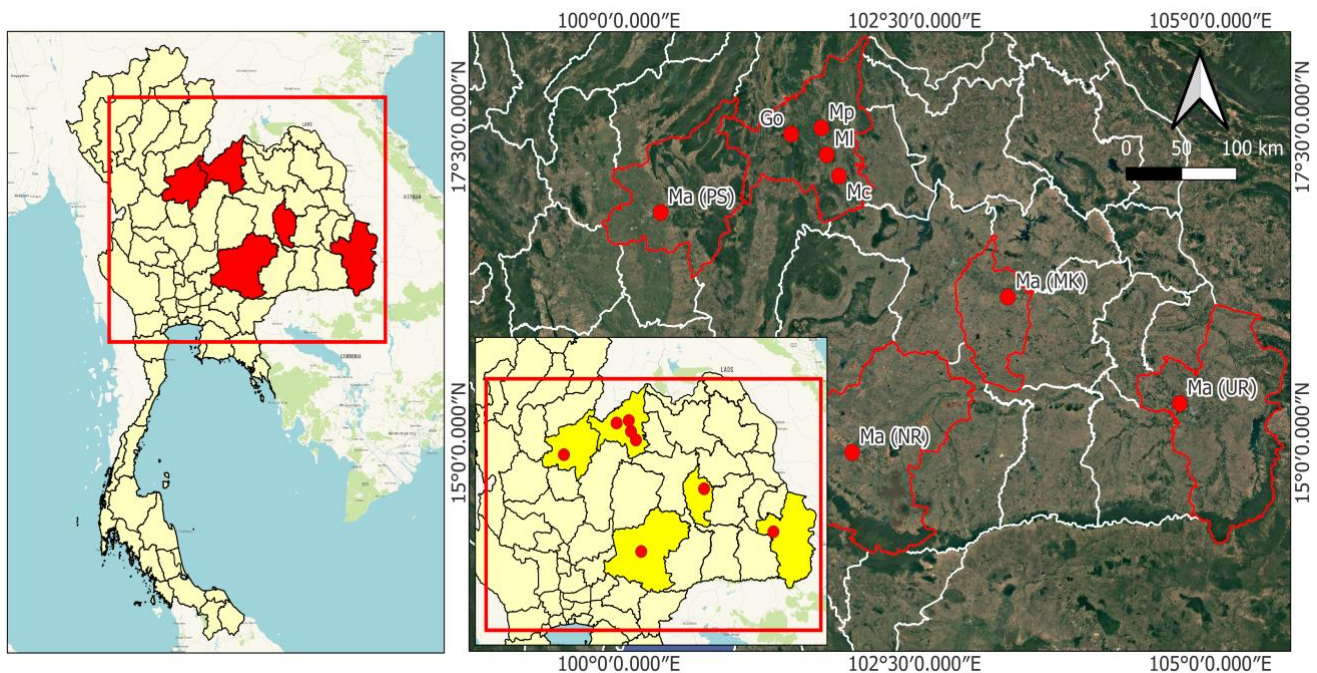 100°0′0.000″E 102°30′0.000″E 105°0′0.000″E
17°30′0.000″N
15°0′0.000″N
LAOS
Go
Mp
Ml
Mc
Ma (PS)
Ma (MK)
Ma (UR)
Ma (NR)
0 50 100 km
LAOS
17°30′0.000″N
15°0′0.000″N
100°0′0.000″E 102°30′0.000″E 105°0′0.000″E